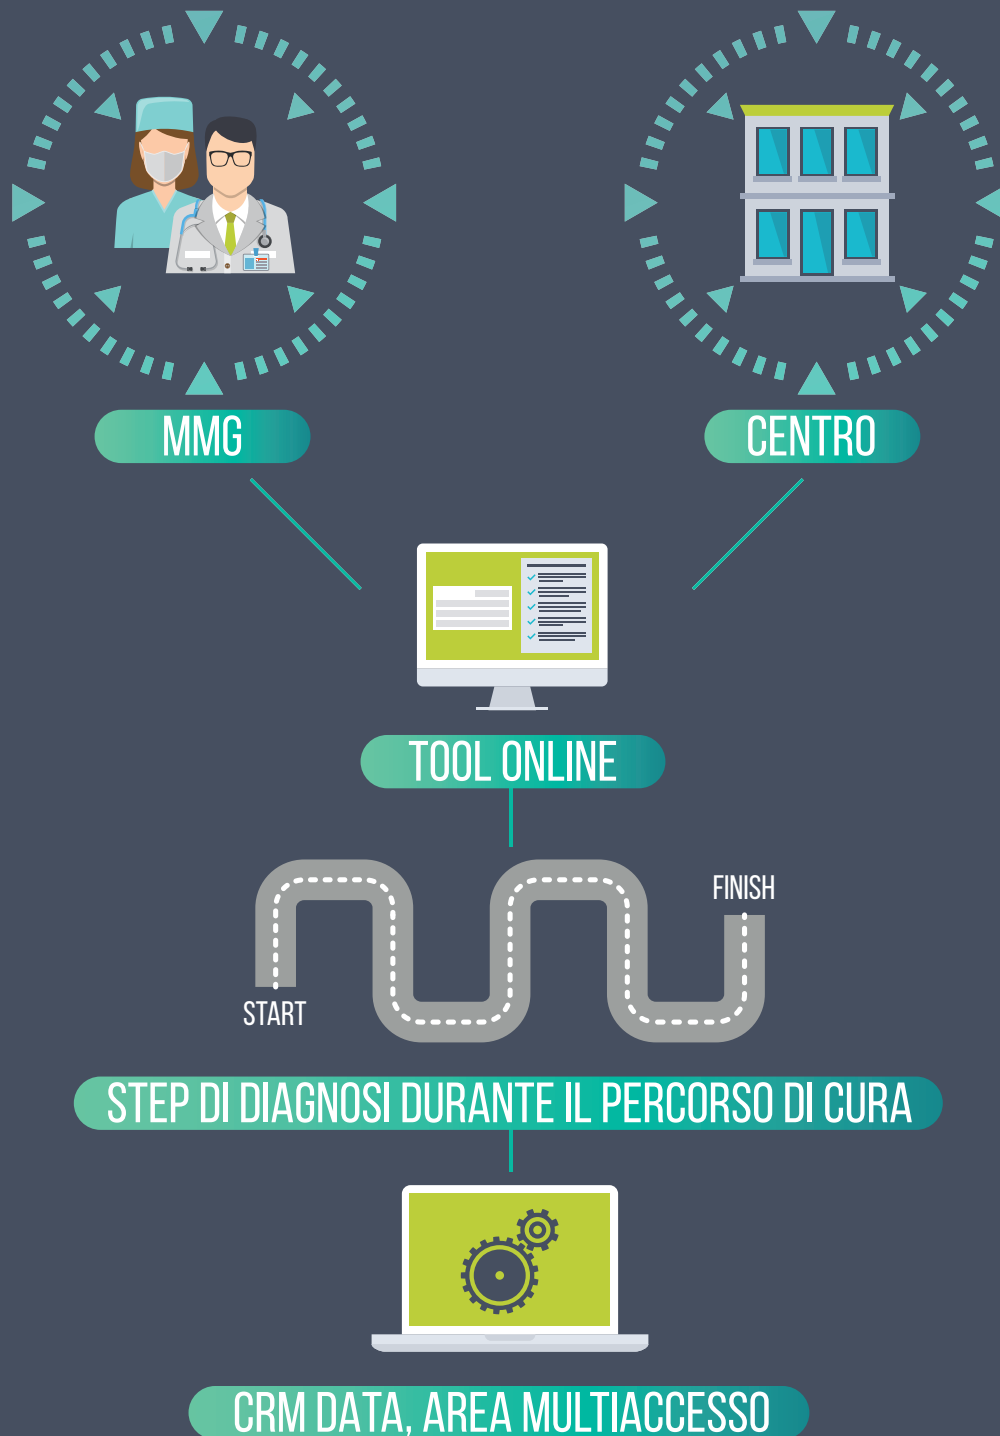 MMG
CENTRO
TOOL ONLINE
FINISH
START
STEP DI DIAGNOSI DURANTE IL PERCORSO DI CURA
CRM DATA, AREA MULTIACCESSO